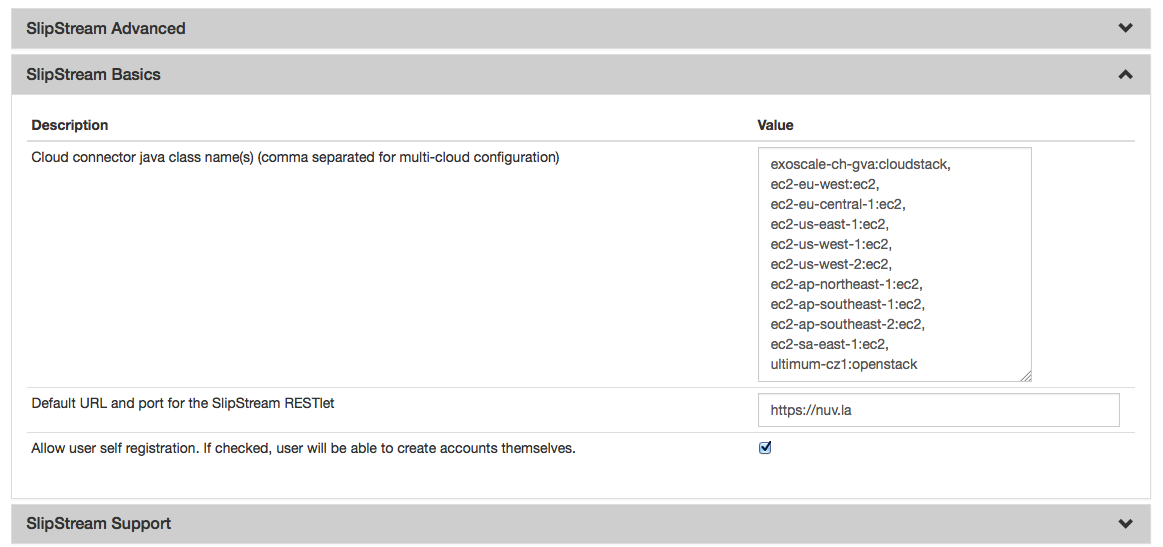 SlipStream Advanced
SlipStream Basics
Description Value
Cloud connector java class name(s) (comma separated for multi-cloud configuration)
exoscale-ch-gva:cloudstack,
ec2-eu-west:ec2,
ec2-eu-central-1:ec2,
ec2-us-east-1:ec2,
ec2-us-west-1:ec2,
ec2-us-west-2:ec2,
ec2-ap-northeast-1:ec2,
ec2-ap-southeast-1:ec2,
ec2-ap-southeast-2:ec2,
ec2-sa-east-1:ec2,
ultimum-cz1:openstack
Default URL and port for the SlipStream RESTlet
https://nuv.la
Allow user self registration. If checked, user will be able to create accounts themselves.
SlipStream Support